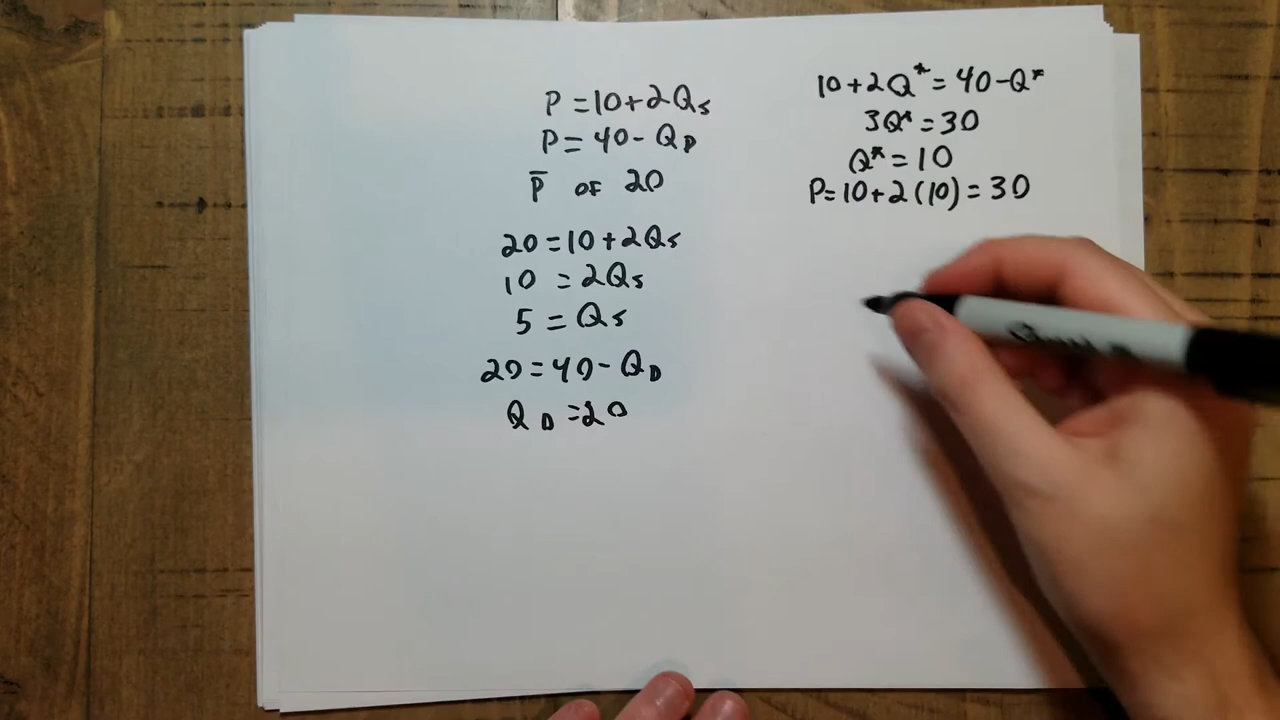 P = 10 + 2Qs
P = 40 - QD
P̅ of 20
20 = 10 + 2Qs
10 = 2Qs
5 = Qs
20 = 40 - QD
QD = 20
10 + 2Q* = 40 - Q*
3Q* = 30
Q* = 10
P = 10 + 2(10) = 30